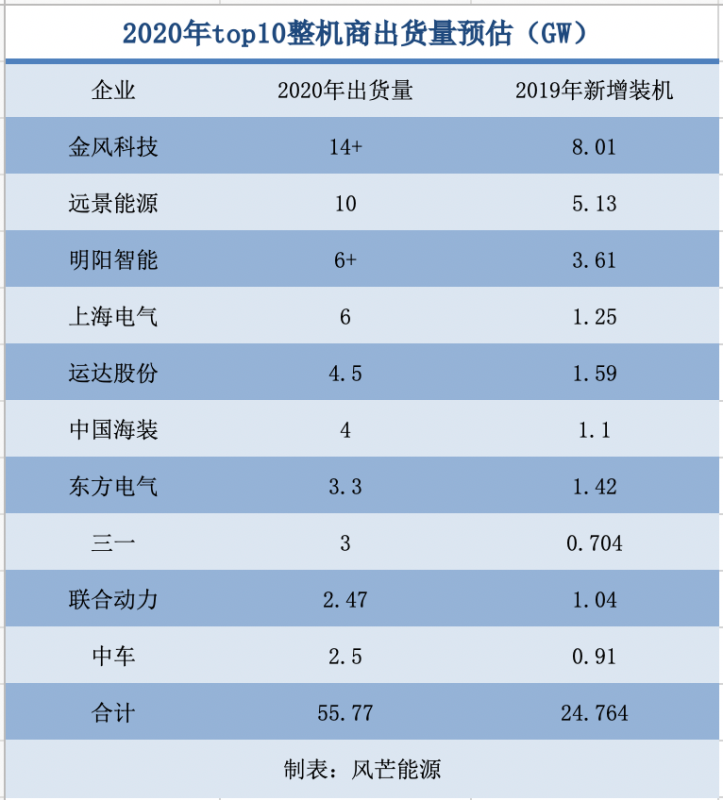 2020年top10整机商出货量预估（GW）
企业 2020年出货量 2019年新增装机
金风科技 14+ 8.01
远景能源 10 5.13
明阳智能 6+ 3.61
上海电气 6 1.25
运达股份 4.5 1.59
中国海装 4 1.1
东方电气 3.3 1.42
三一 3 0.704
联合动力 2.47 1.04
中车 2.5 0.91
合计 55.77 24.764
制表：风芒能源